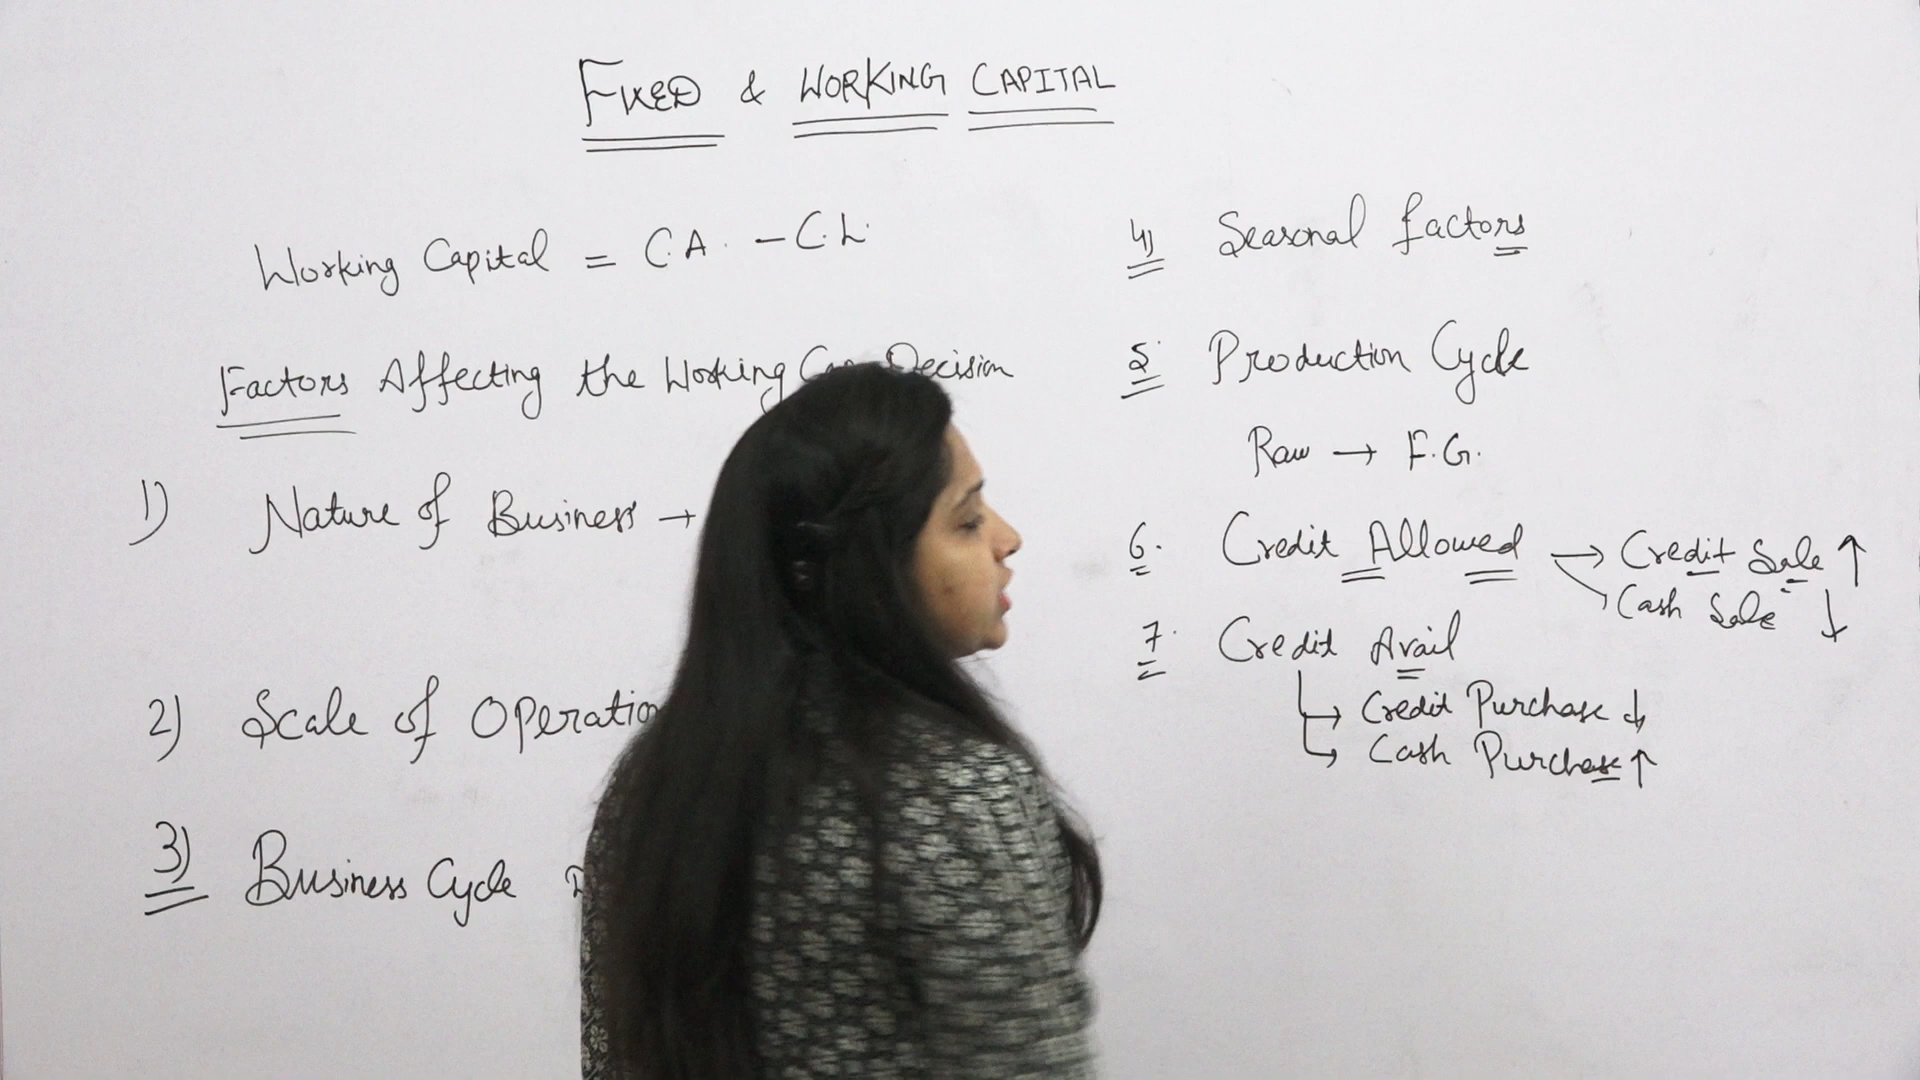 FIXED & WORKING CAPITAL
Working Capital = C.A. - C.L.
Factors Affecting the Working Decision
1) Nature of Business →
2) Scale of Operation
3) Business Cycle
4) Seasonal factors
5. Production Cycle
Raw → F.G.
6. Credit Allowed → Credit Sale ↑
Cash Sale ↓
7. Credit Avail
→ Credit Purchase ↓
→ Cash Purchase ↑